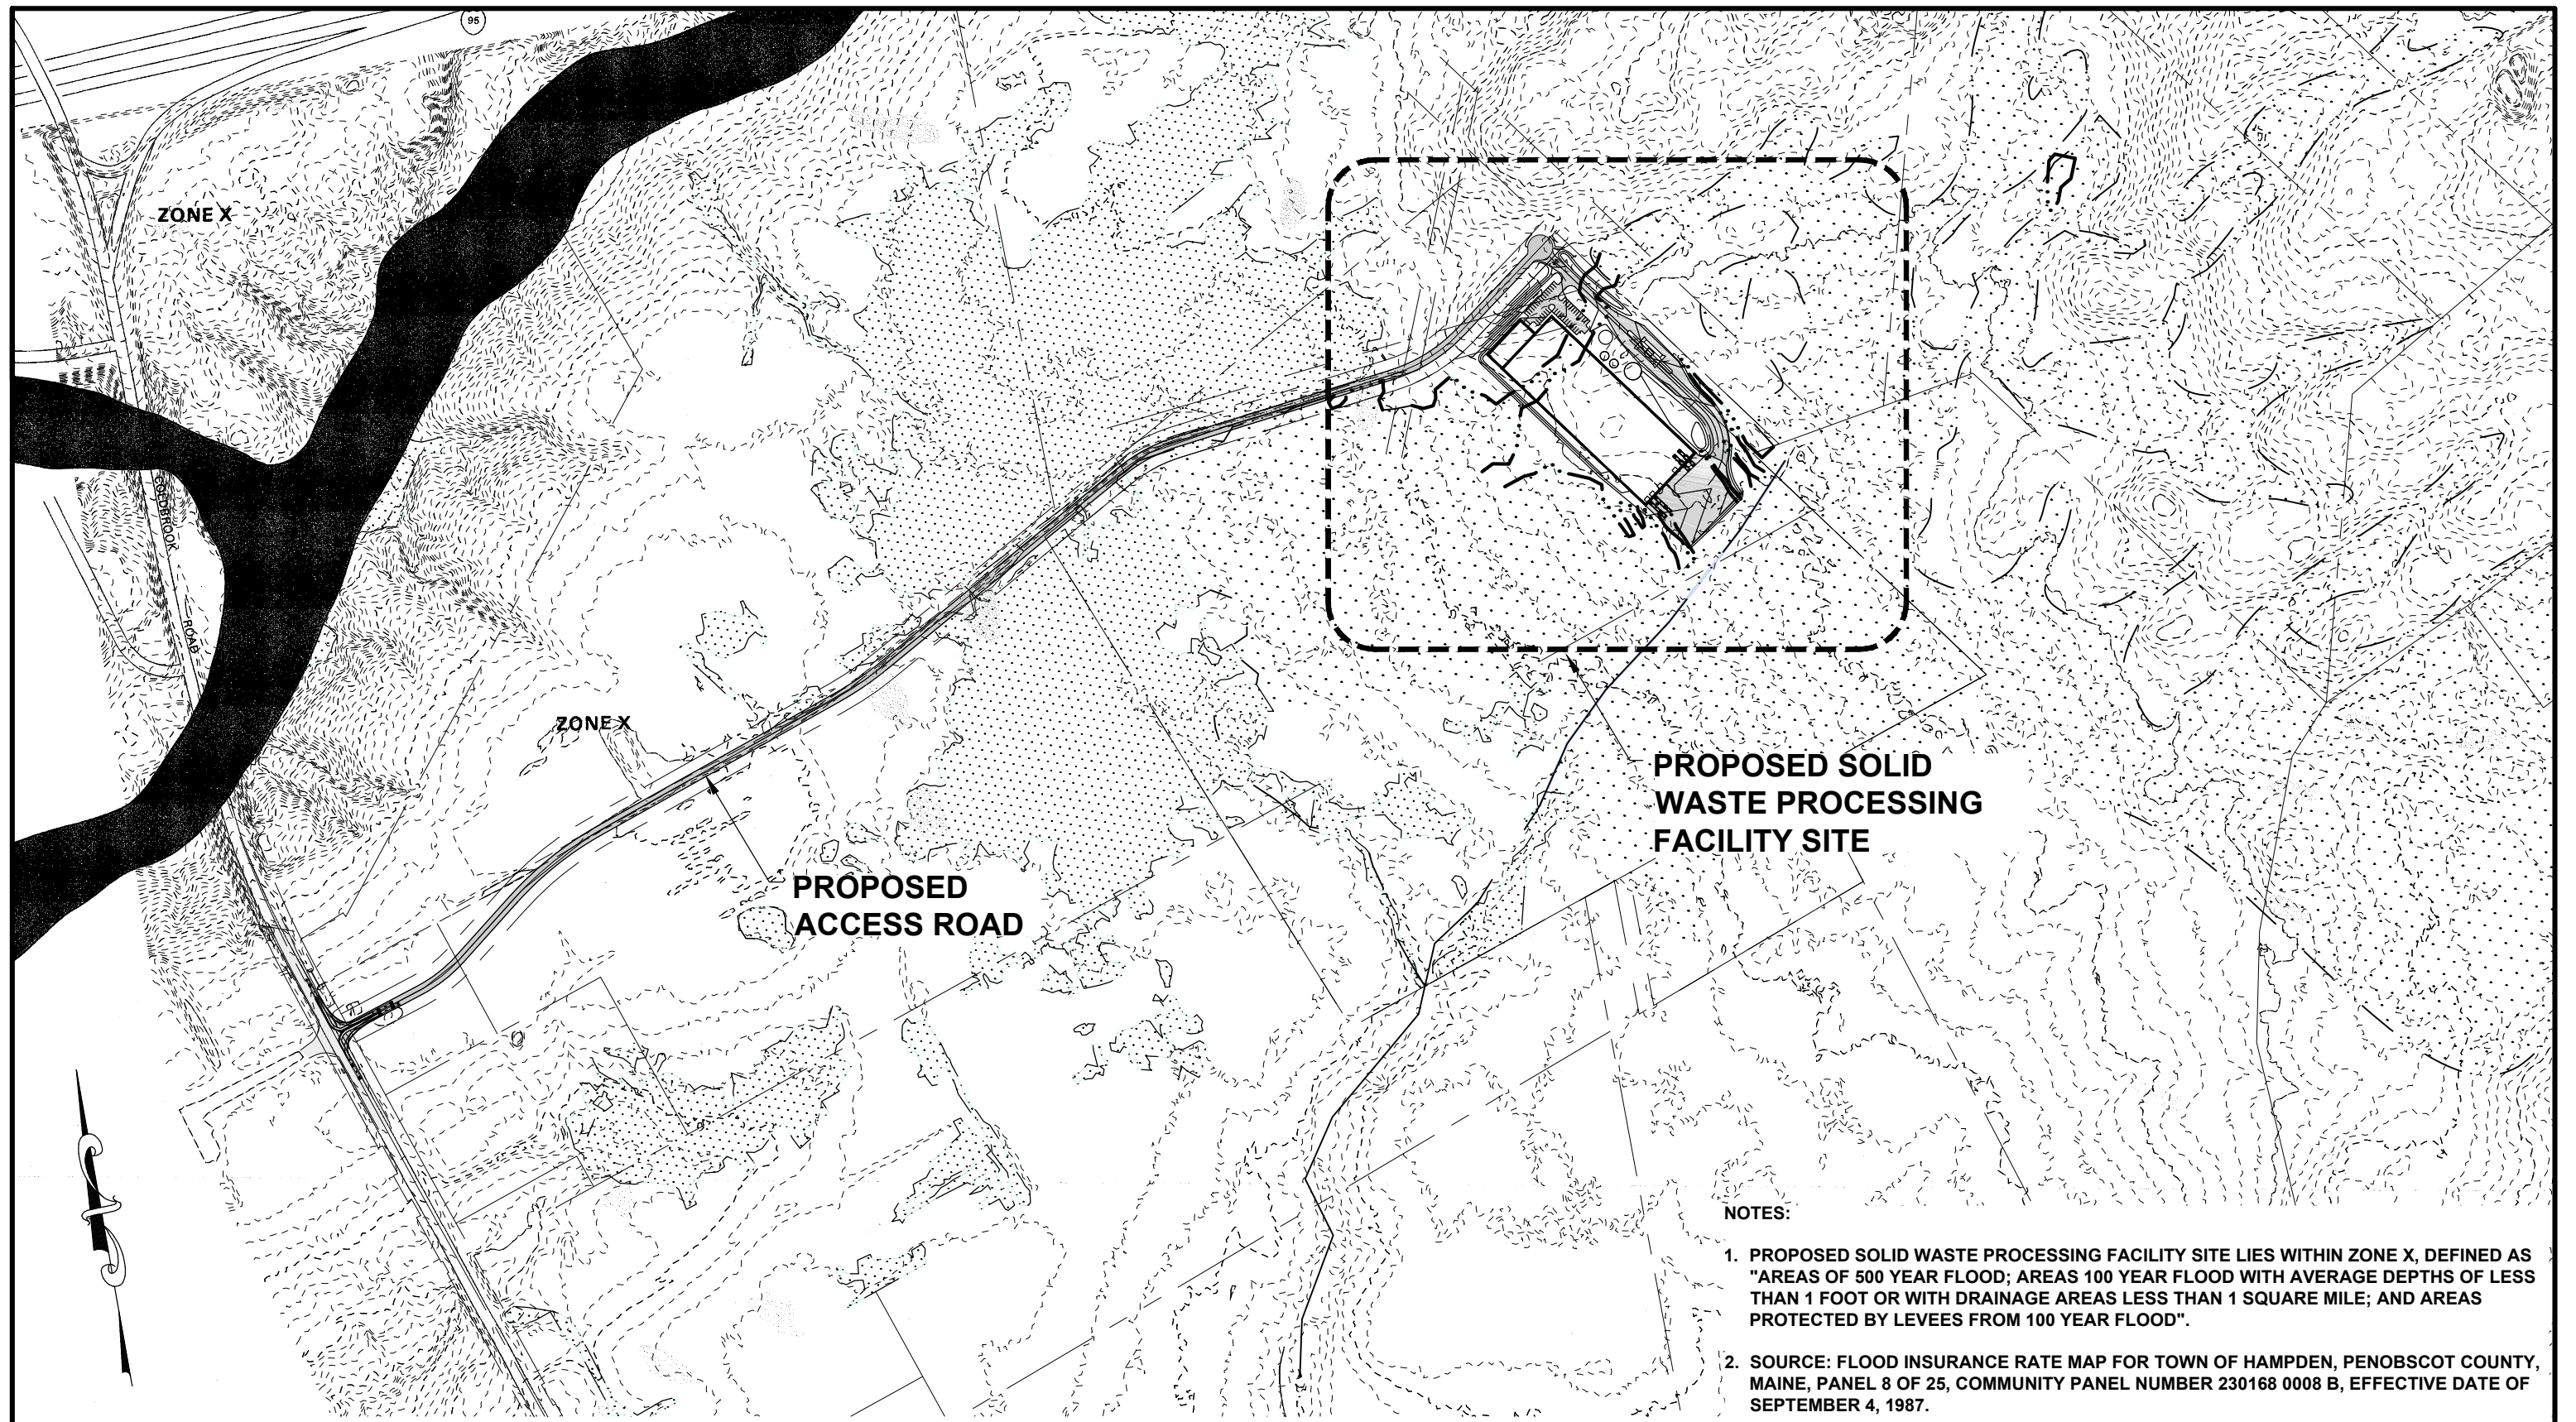 95
ZONE X
COLDBROOK
ROAD
ZONE X
PROPOSED SOLID
WASTE PROCESSING
FACILITY SITE
PROPOSED
ACCESS ROAD
NOTES:
1. PROPOSED SOLID WASTE PROCESSING FACILITY SITE LIES WITHIN ZONE X, DEFINED AS
"AREAS OF 500 YEAR FLOOD; AREAS 100 YEAR FLOOD WITH AVERAGE DEPTHS OF LESS
THAN 1 FOOT OR WITH DRAINAGE AREAS LESS THAN 1 SQUARE MILE; AND AREAS
PROTECTED BY LEVEES FROM 100 YEAR FLOOD".
2. SOURCE: FLOOD INSURANCE RATE MAP FOR TOWN OF HAMPDEN, PENOBSCOT COUNTY,
MAINE, PANEL 8 OF 25, COMMUNITY PANEL NUMBER 230168 0008 B, EFFECTIVE DATE OF
SEPTEMBER 4, 1987.